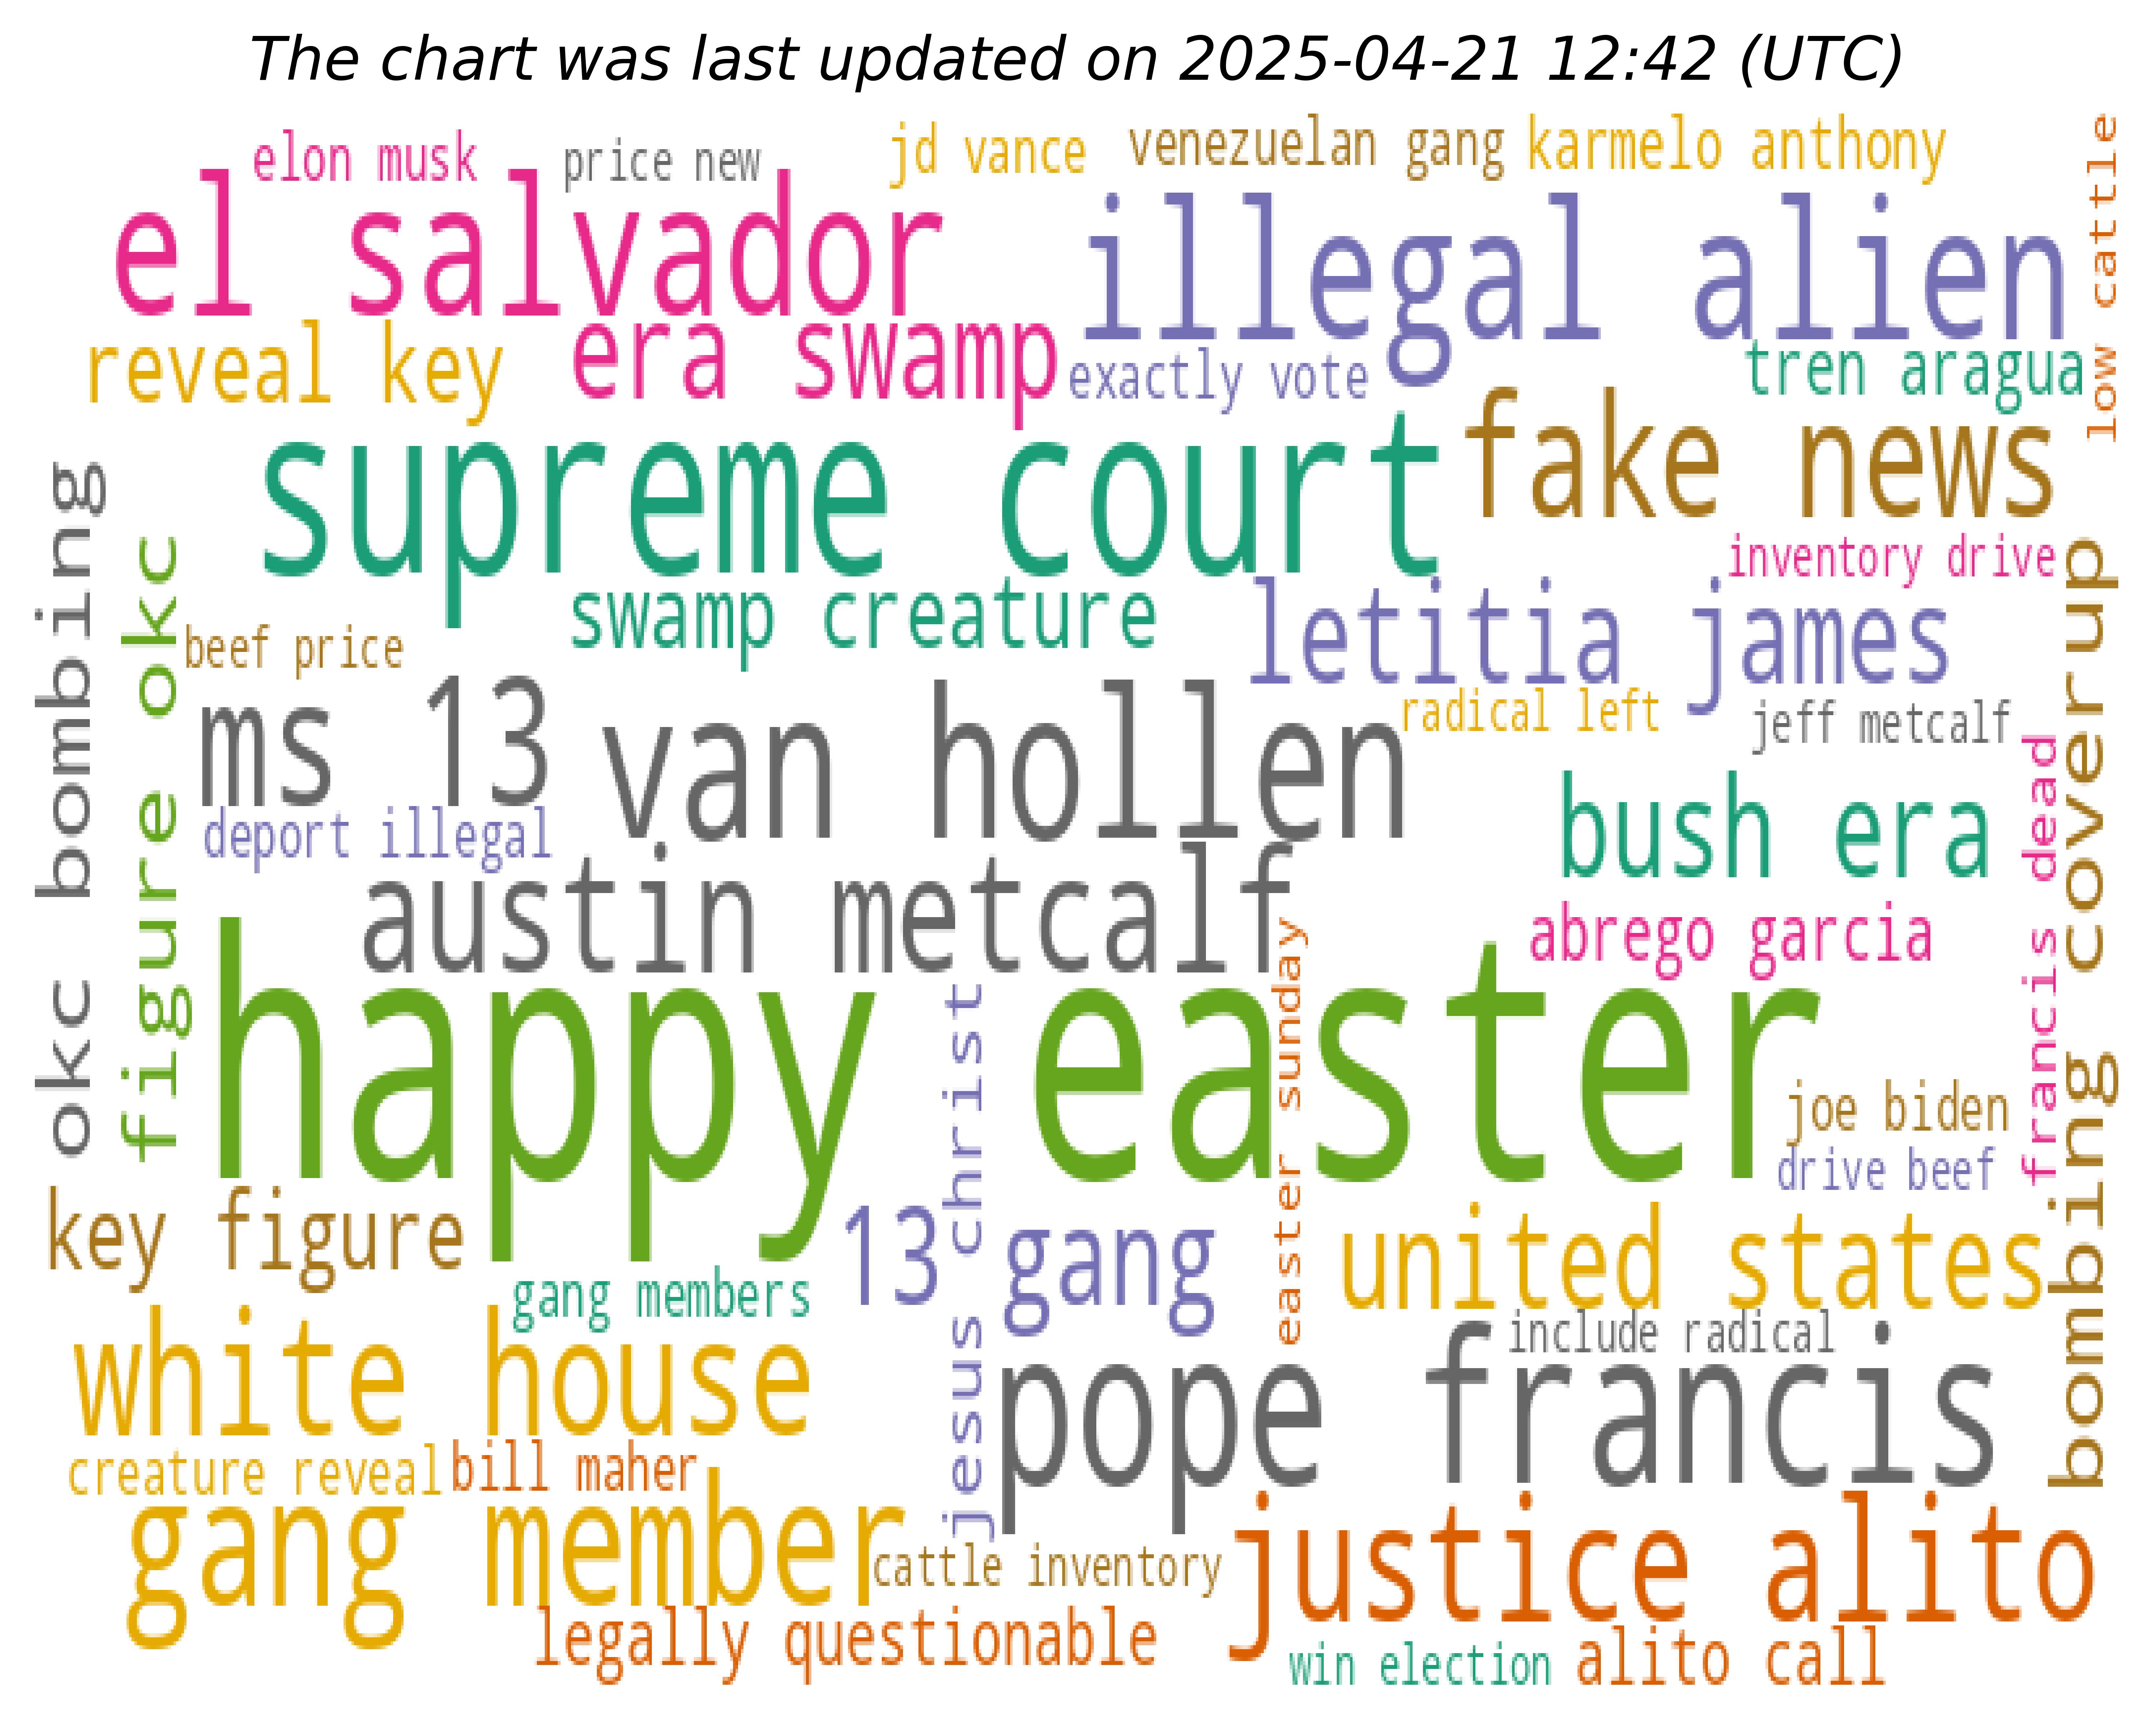 The chart was last updated on 2025-04-21 12:42 (UTC)
elon musk
price new
jd vance
venezuelan gang
karmelo anthony
low cattle
el salvador
illegal alien
reveal key
era swamp
exactly vote
tren aragua
supreme court
fake news
okc bombing
figure okc
inventory drive
bombing coverup
swamp creature
letitia james
beef price
ms 13
van hollen
radical left
jeff metcalf
francis dead
deport illegal
bush era
austin metcalf
abrego garcia
happy easter
easter sunday
jesus christ
joe biden
drive beef
key figure
13 gang
united states
gang members
include radical
white house
pope francis
creature reveal
bill maher
gang member
cattle inventory
justice alito
legally questionable
win election
alito call